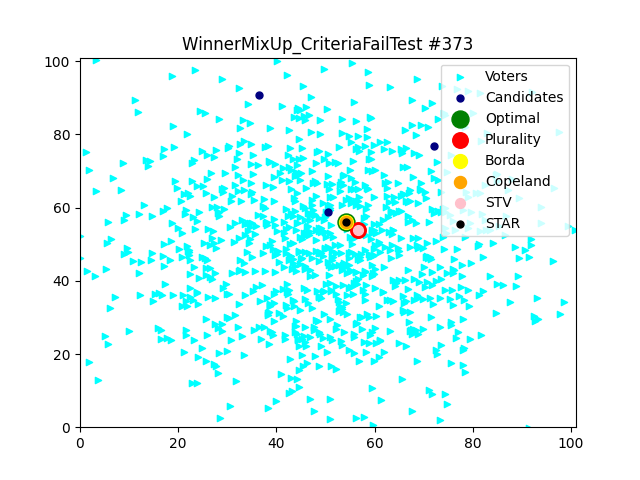 WinnerMixUp_CriteriaFailTest #373
100
80
60
40
20
0
0
20
40
60
80
100
Voters
Candidates
Optimal
Plurality
Borda
Copeland
STV
STAR